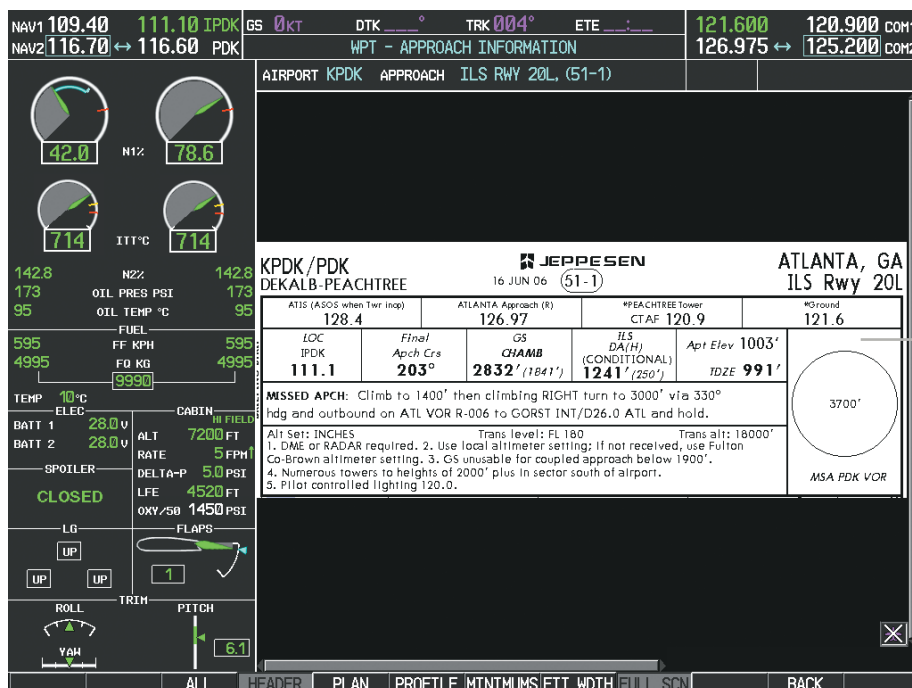 NAV1 109.40 111.10 IPDK GS 0KT DTK ___° TRK 004° ETE __:__ 121.600 120.900 COM1
NAV2 116.70 ↔ 116.60 PDK WPT - APPROACH INFORMATION 126.975 ↔ 125.200 COM2
AIRPORT KPDK APPROACH ILS RWY 20L, (51-1)
42.0 N1% 78.6
714 ITT°C 714
142.8 N2% 142.8
173 OIL PRES PSI 173
95 OIL TEMP °C 95
FUEL
595 FF KPH 595
4995 FQ KG 4995
9990
TEMP 10°C
ELEC
BATT 1 28.0 V
BATT 2 28.0 V
CABIN
HI FIELD
ALT 7200 FT
RATE 5 FPM↑
DELTA-P 5.0 PSI
LFE 4520 FT
OXY/50 1450 PSI
SPOILER
CLOSED
LG
UP
UP UP
FLAPS
1
TRIM
ROLL PITCH
YAW 6.1
KPDK/PDK JEPPESEN ATLANTA, GA
DEKALB-PEACHTREE 16 JUN 06 (51-1) ILS Rwy 20L
ATIS (ASOS when Twr inop) ATLANTA Approach (R) *PEACHTREE Tower *Ground
128.4 126.97 CTAF 120.9 121.6
LOC
IPDK
111.1
Final
Apch Crs
203°
GS
CHAMB
2832' (1841')
ILS
DA(H)
(CONDITIONAL)
1241' (250')
Apt Elev 1003'
TDZE 991'
MISSED APCH: Climb to 1400' then climbing RIGHT turn to 3000' via 330°
hdg and outbound on ATL VOR R-006 to GORST INT/D26.0 ATL and hold.
Alt Set: INCHES Trans level: FL 180 Trans alt: 18000'
1. DME or RADAR required. 2. Use local altimeter setting; if not received, use Fulton
Co-Brown altimeter setting. 3. GS unusable for coupled approach below 1900'.
4. Numerous towers to heights of 2000' plus in sector south of airport.
5. Pilot controlled lighting 120.0.
3700'
MSA PDK VOR
ALL HEADER PLAN PROFILE MINIMUMS FIT WDTH FULL SCN BACK